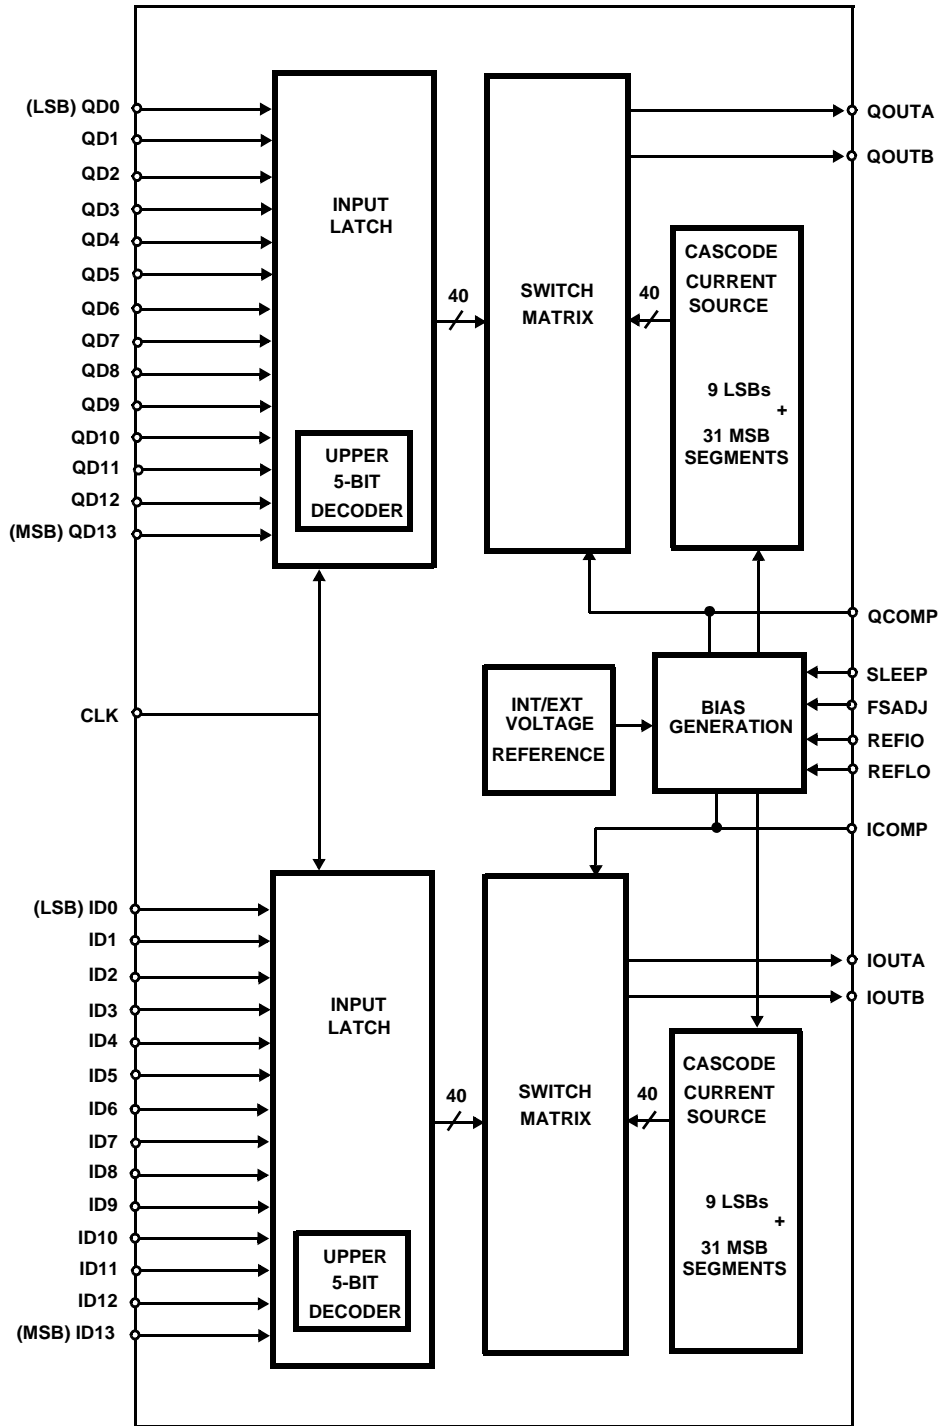 (LSB) QD0
QD1
QD2
QD3
QD4
QD5
QD6
QD7
QD8
QD9
QD10
QD11
QD12
(MSB) QD13
INPUT
LATCH
UPPER
5-BIT
DECODER
40
SWITCH
MATRIX
40
CASCODE
CURRENT
SOURCE
9 LSBs
+
31 MSB
SEGMENTS
QOUTA
QOUTB
QCOMP
SLEEP
FSADJ
REFIO
REFLO
ICOMP
CLK
INT/EXT
VOLTAGE
REFERENCE
BIAS
GENERATION
(LSB) ID0
ID1
ID2
ID3
ID4
ID5
ID6
ID7
ID8
ID9
ID10
ID11
ID12
(MSB) ID13
INPUT
LATCH
UPPER
5-BIT
DECODER
40
SWITCH
MATRIX
40
CASCODE
CURRENT
SOURCE
9 LSBs
+
31 MSB
SEGMENTS
IOUTA
IOUTB